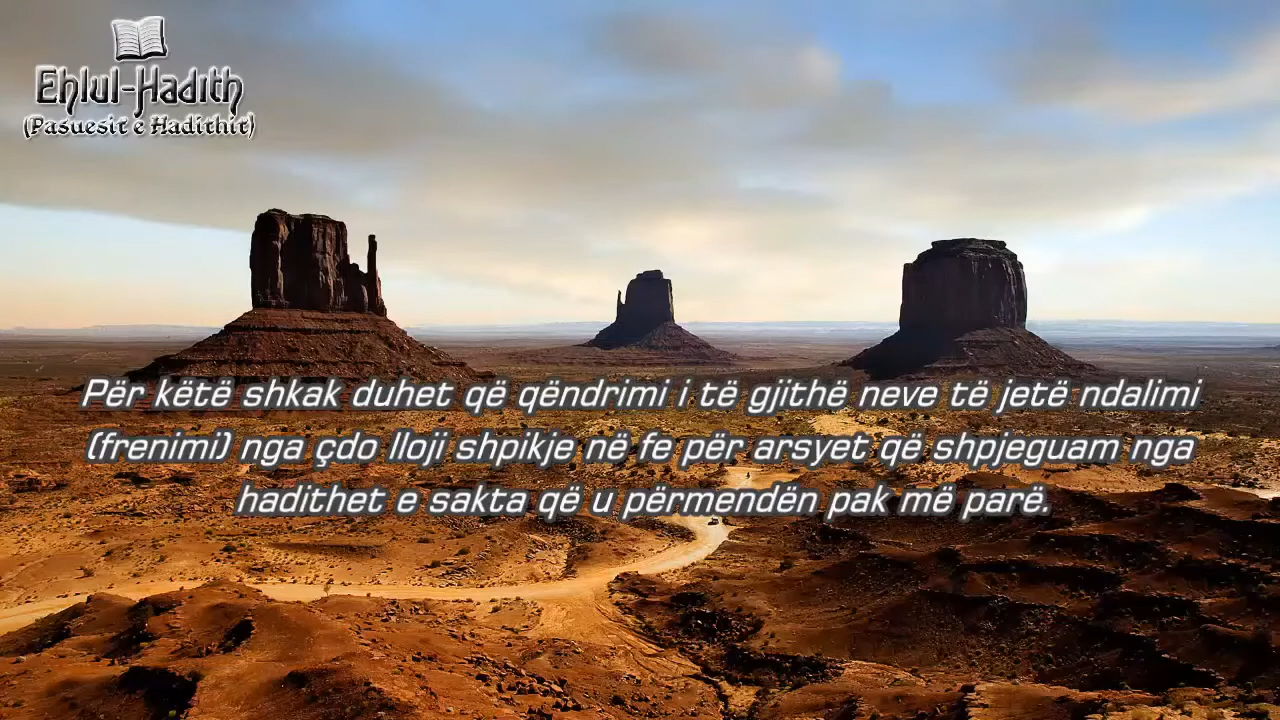 Ehlul-Hadith
(Pasuesit e Hadithit)
Për këtë shkak duhet që qëndrimi i të gjithë neve të jetë ndalimi
(frenimi) nga çdo lloji shpikje në fe për arsyet që shpjeguam nga
hadithet e sakta që u përmendën pak më parë.